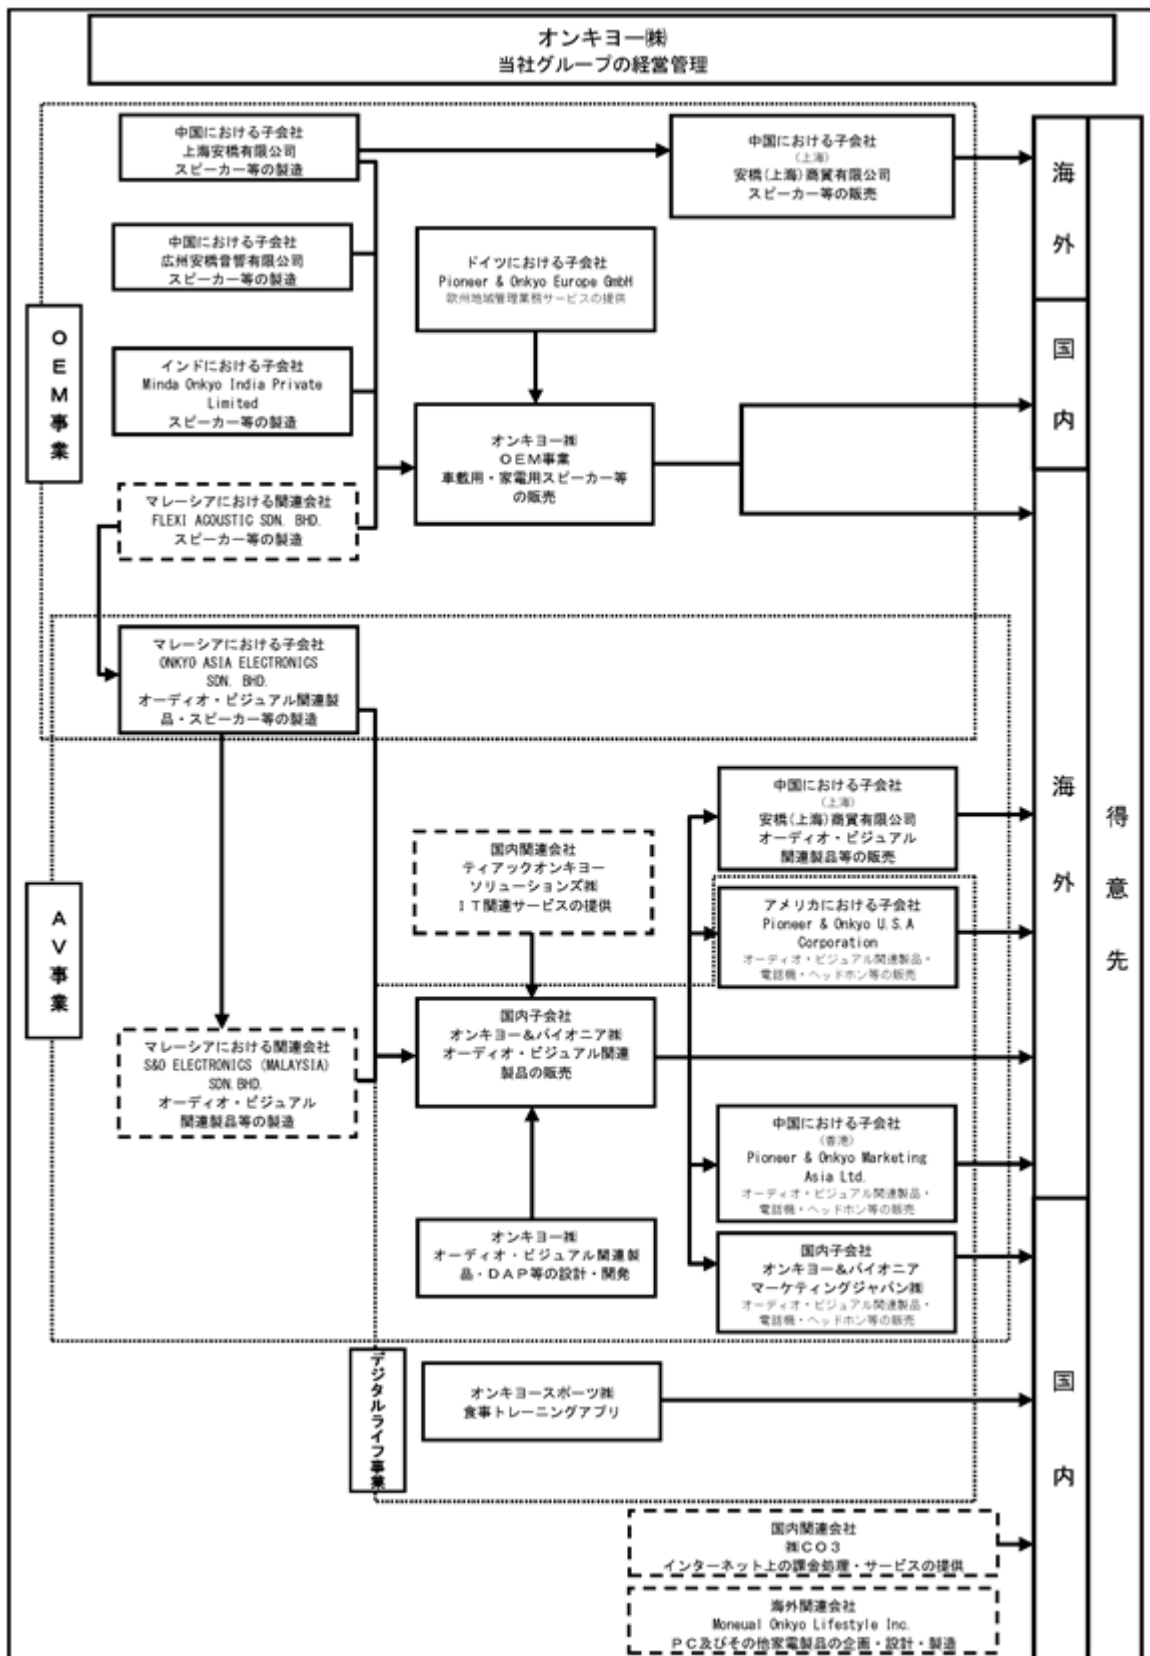 オンキヨー㈱
当社グループの経営管理
中国における子会社
上海安橋有限公司
スピーカー等の製造
中国における子会社
(上海)
安橋(上海)商貿有限公司
スピーカー等の販売
中国における子会社
広州安橋音響有限公司
スピーカー等の製造
ドイツにおける子会社
Pioneer & Onkyo Europe GmbH
欧州地域管理業務サービスの提供
OEM事業
インドにおける子会社
Minda Onkyo India Private
Limited
スピーカー等の製造
オンキヨー㈱
OEM事業
車載用・家電用スピーカー等
の販売
マレーシアにおける関連会社
FLEXI ACOUSTIC SDN. BHD.
スピーカー等の製造
海外
国内
マレーシアにおける子会社
ONKYO ASIA ELECTRONICS
SDN. BHD.
オーディオ・ビジュアル関連製
品・スピーカー等の製造
中国における子会社
(上海)
安橋(上海)商貿有限公司
オーディオ・ビジュアル
関連製品等の販売
国内関連会社
ティアックオンキヨー
ソリューションズ㈱
IT関連サービスの提供
AV事業
アメリカにおける子会社
Pioneer & Onkyo U.S.A
Corporation
オーディオ・ビジュアル関連製品・
電話機・ヘッドホン等の販売
国内子会社
オンキヨー&パイオニア㈱
オーディオ・ビジュアル関連
製品の販売
マレーシアにおける関連会社
S&O ELECTRONICS (MALAYSIA)
SDN.BHD.
オーディオ・ビジュアル
関連製品等の製造
中国における子会社
(香港)
Pioneer & Onkyo Marketing
Asia Ltd.
オーディオ・ビジュアル関連製品・
電話機・ヘッドホン等の販売
オンキヨー㈱
オーディオ・ビジュアル関連製
品・DAP等の設計・開発
国内子会社
オンキヨー&パイオニア
マーケティングジャパン㈱
オーディオ・ビジュアル関連製品・
電話機・ヘッドホン等の販売
海外
得意先
デジタルライフ事業
オンキヨースポーツ㈱
食事トレーニングアプリ
国内
国内関連会社
㈱CO3
インターネット上の課金処理・サービスの提供
海外関連会社
Moneual Onkyo Lifestyle Inc.
PC及びその他家電製品の企画・設計・製造